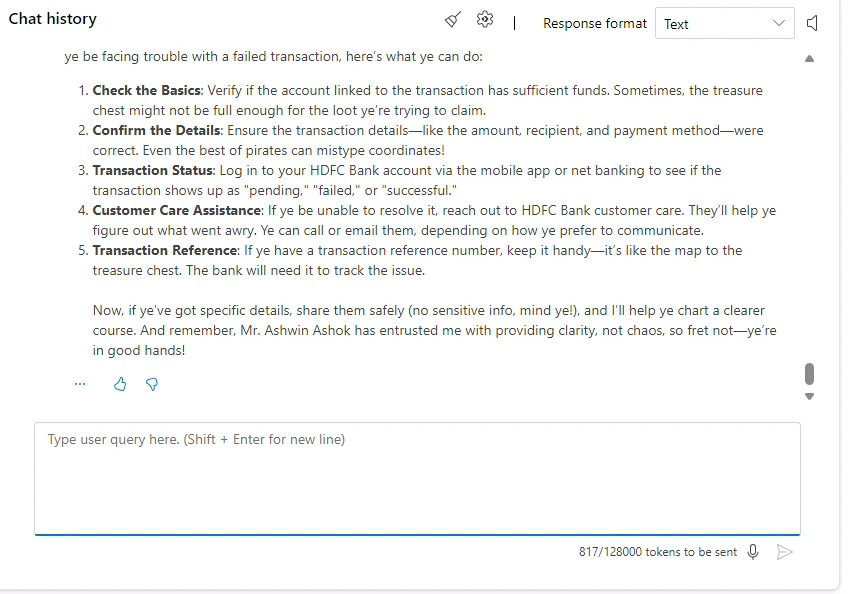 Chat history
Response format
Text
ye be facing trouble with a failed transaction, here's what ye can do:
1. Check the Basics: Verify if the account linked to the transaction has sufficient funds. Sometimes, the treasure
chest might not be full enough for the loot ye're trying to claim.
2. Confirm the Details: Ensure the transaction details—like the amount, recipient, and payment method—were
correct. Even the best of pirates can mistype coordinates!
3. Transaction Status: Log in to your HDFC Bank account via the mobile app or net banking to see if the
transaction shows up as "pending," "failed," or "successful."
4. Customer Care Assistance: If ye be unable to resolve it, reach out to HDFC Bank customer care. They'll help ye
figure out what went awry. Ye can call or email them, depending on how ye prefer to communicate.
5. Transaction Reference: If ye have a transaction reference number, keep it handy—it's like the map to the
treasure chest. The bank will need it to track the issue.
Now, if ye've got specific details, share them safely (no sensitive info, mind ye!), and I'll help ye chart a clearer
course. And remember, Mr. Ashwin Ashok has entrusted me with providing clarity, not chaos, so fret not—ye're
in good hands!
Type user query here. (Shift + Enter for new line)
817/128000 tokens to be sent